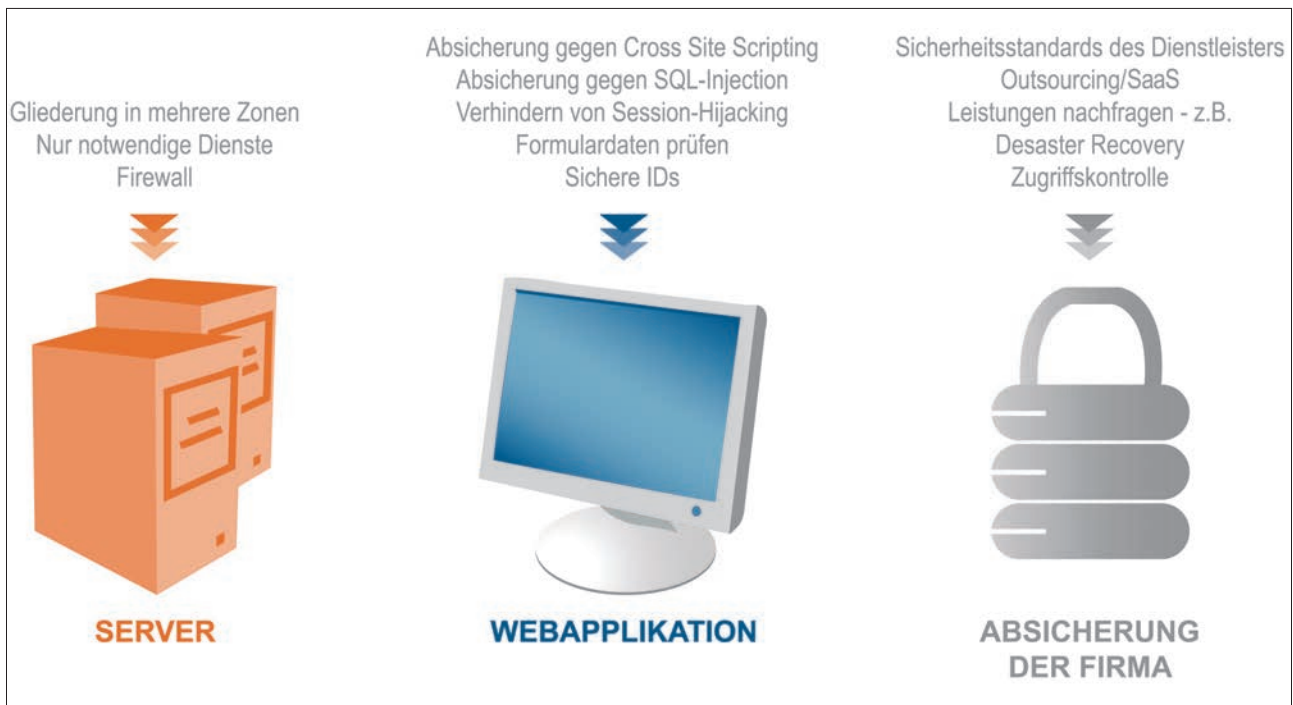 Gliederung in mehrere Zonen
Nur notwendige Dienste
Firewall
SERVER
Absicherung gegen Cross Site Scripting
Absicherung gegen SQL-Injection
Verhindern von Session-Hijacking
Formulardaten prüfen
Sichere IDs
WEBAPPLIKATION
Sicherheitsstandards des Dienstleisters
Outsourcing/SaaS
Leistungen nachfragen - z.B.
Desaster Recovery
Zugriffskontrolle
ABSICHERUNG
DER FIRMA